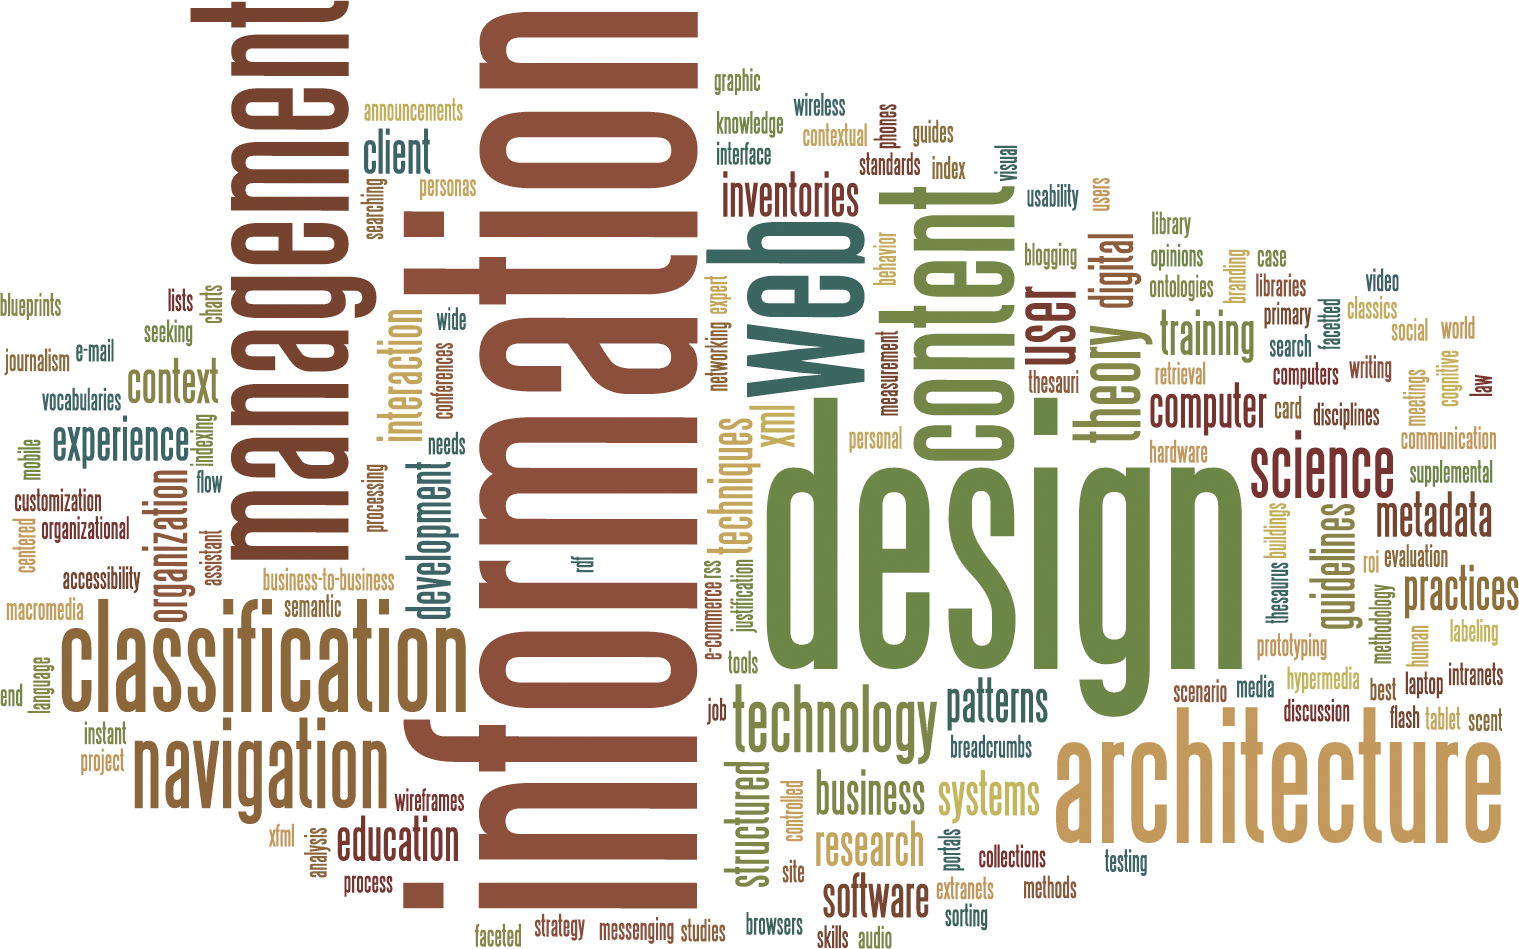 management
information
announcements
client
personas
searching
graphic
wireless
knowledge
contextual
phones
guides
interface
standards
index
visual
inventories
content
usability
users
web
behavior
library
blogging
digital
opinions
case
branding
ontologies
libraries
video
blueprints
lists
charts
expert
user
primary
facetted
classics
seeking
interaction
wide
networking
measurement
theory
training
search
social
world
journalism
e-mail
conferences
thesauri
retrieval
computers
writing
cognitive
law
context
vocabularies
meetings
computer
card
disciplines
experience
indexing
needs
xml
personal
design
hardware
communication
mobile
flow
techniques
science
supplemental
customization
organization
processing
development
metadata
centered
organizational
assistant
buildings
guidelines
evaluation
accessibility
business-to-business
rdf
rss
justification
roi
practices
macromedia
semantic
e-commerce
thesaurus
methodology
classification
tools
prototyping
human
labeling
end
language
patterns
scenario
media
hypermedia
best
laptop
intranets
instant
navigation
job
technology
architecture
discussion
flash
tablet
scent
project
breadcrumbs
structured
controlled
business
systems
wireframes
xfml
analysis
education
research
portals
collections
testing
process
site
software
extranets
methods
faceted
strategy
messenging
studies
browsers
sorting
skills
audio